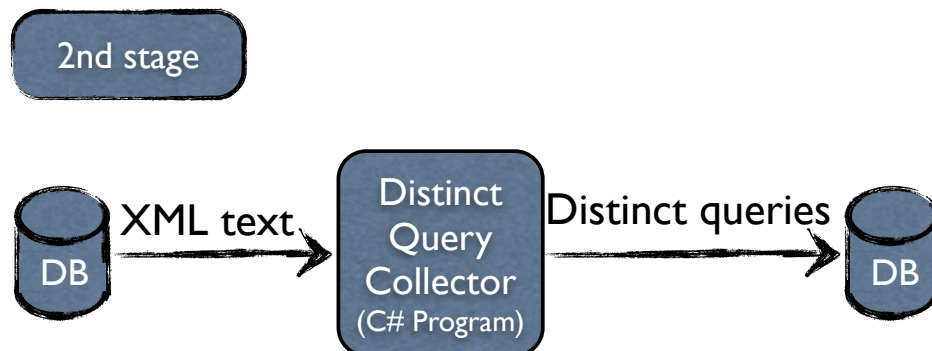 2nd stage
DB
XML text
Distinct
Query
Collector
(C# Program)
Distinct queries
DB